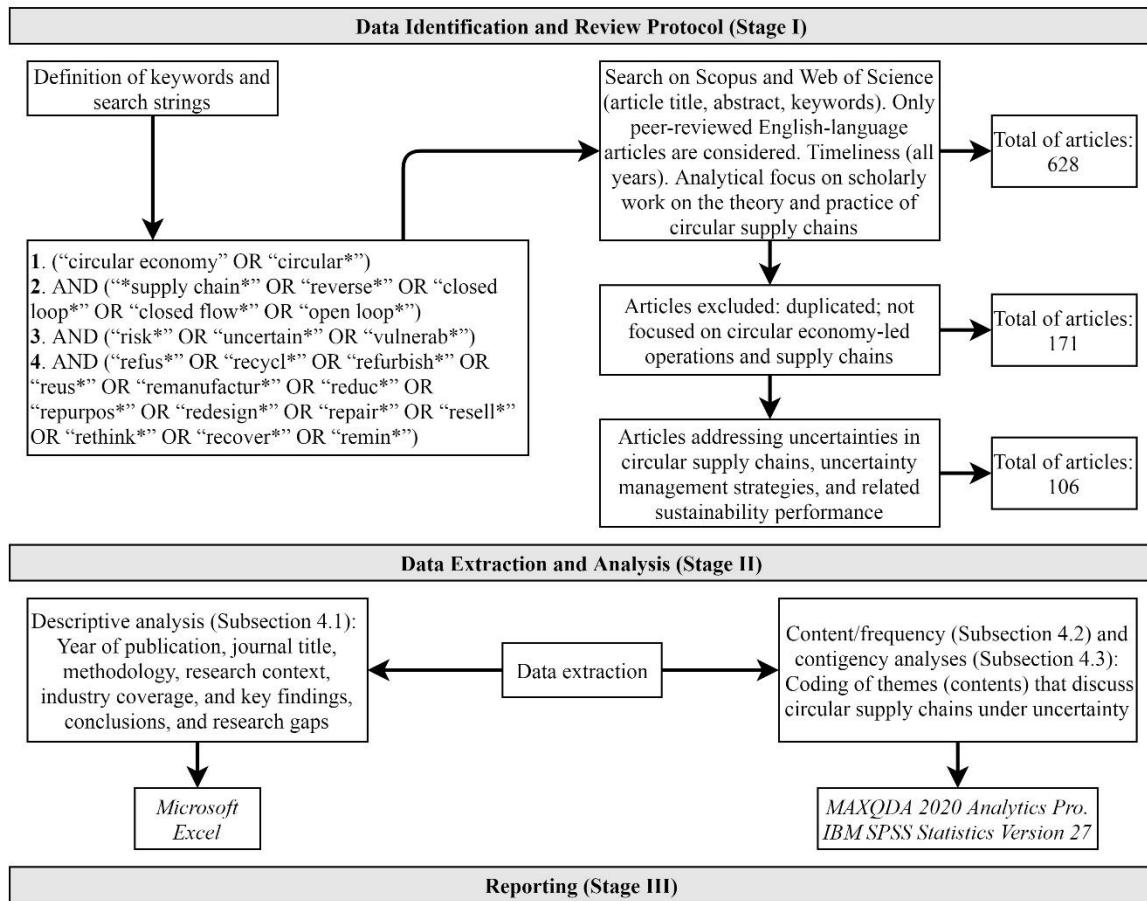 Data Identification and Review Protocol (Stage I)
Definition of keywords and
search strings
1. (“circular economy” OR “circular*”)
2. AND (“*supply chain*” OR “reverse*” OR “closed
loop*” OR “closed flow*” OR “open loop*”)
3. AND (“risk*” OR “uncertain*” OR “vulnerab*”)
4. AND (“refus*” OR “recycl*” OR “refurbish*” OR
“reus*” OR “remanufactur*” OR “reduc*” OR
“repurpos*” OR “redesign*” OR “repair*” OR “resell*”
OR “rethink*” OR “recover*” OR “remin*”)
Search on Scopus and Web of Science
(article title, abstract, keywords). Only
peer-reviewed English-language
articles are considered. Timeliness (all
years). Analytical focus on scholarly
work on the theory and practice of
circular supply chains
Total of articles:
628
Articles excluded: duplicated; not
focused on circular economy-led
operations and supply chains
Total of articles:
171
Articles addressing uncertainties in
circular supply chains, uncertainty
management strategies, and related
sustainability performance
Total of articles:
106
Data Extraction and Analysis (Stage II)
Descriptive analysis (Subsection 4.1):
Year of publication, journal title,
methodology, research context,
industry coverage, and key findings,
conclusions, and research gaps
Microsoft
Excel
Data extraction
Content/frequency (Subsection 4.2) and
contigency analyses (Subsection 4.3):
Coding of themes (contents) that discuss
circular supply chains under uncertainty
MAXQDA 2020 Analytics Pro.
IBM SPSS Statistics Version 27
Reporting (Stage III)